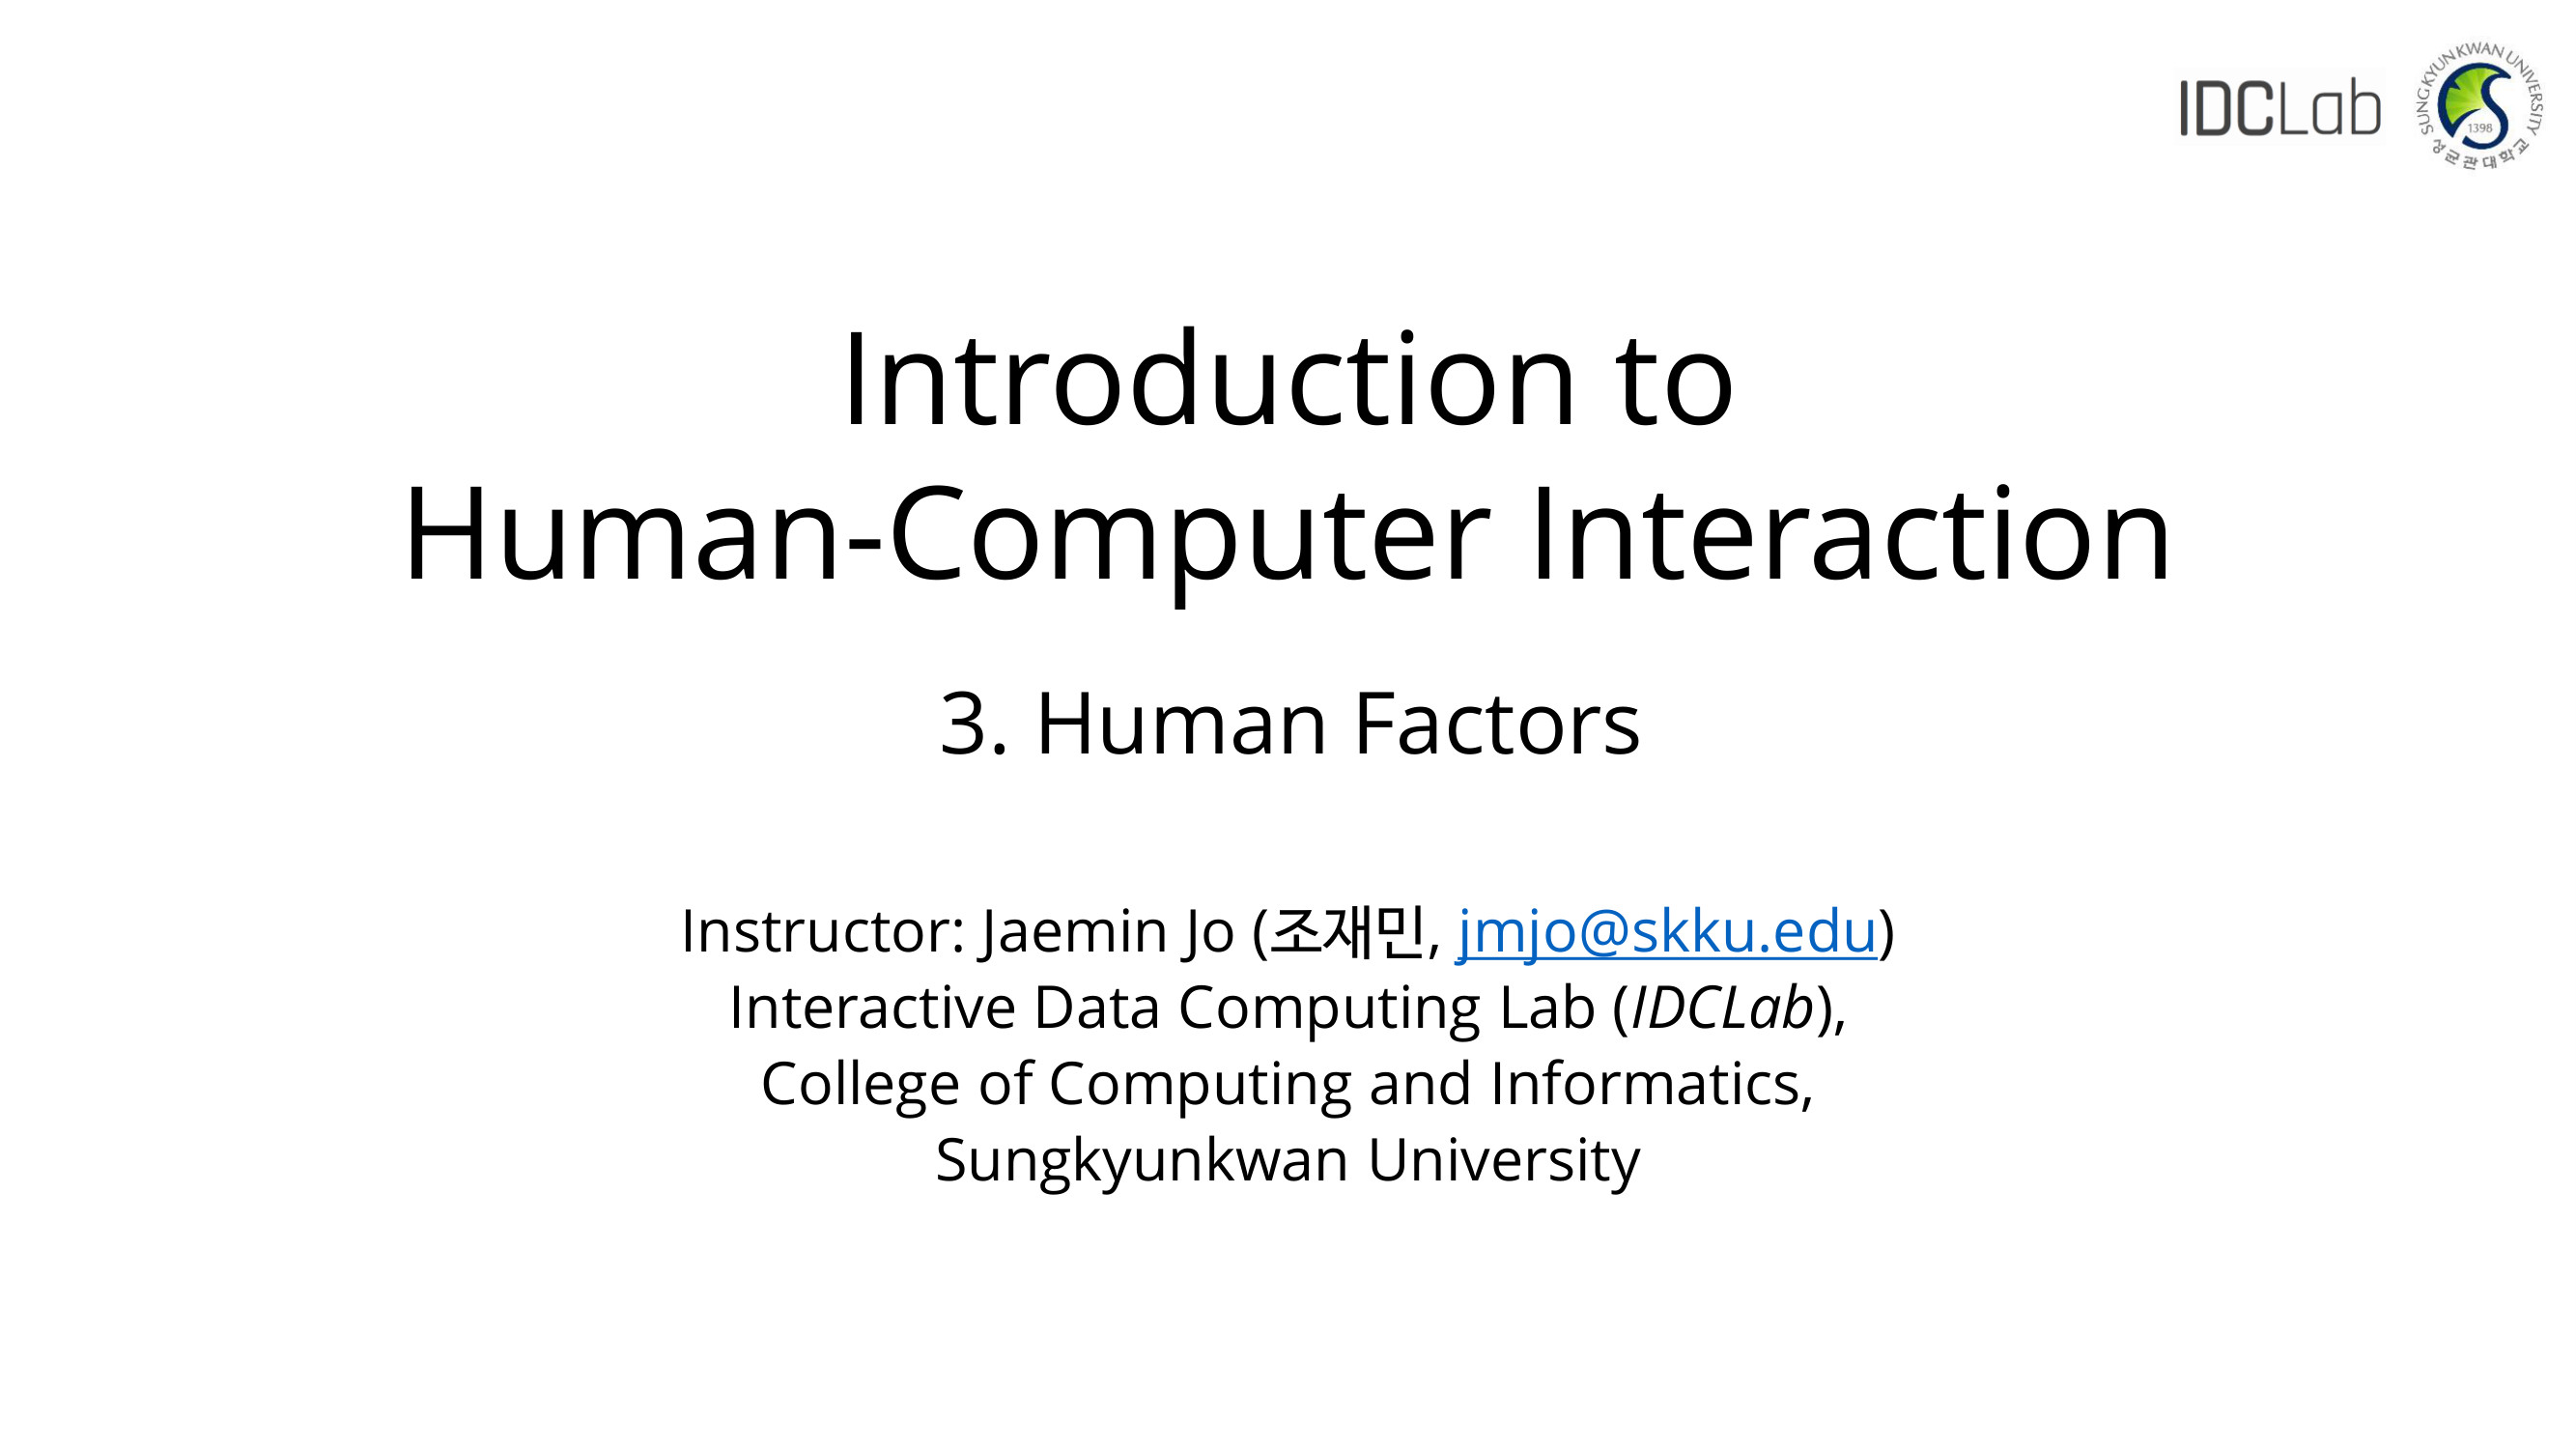 IDCLab
SUNGKYUNKWAN UNIVERSITY
1398
성균관대학교
Introduction to
Human-Computer Interaction
3. Human Factors
Instructor: Jaemin Jo (조재민, jmjo@skku.edu)
Interactive Data Computing Lab (IDCLab),
College of Computing and Informatics,
Sungkyunkwan University